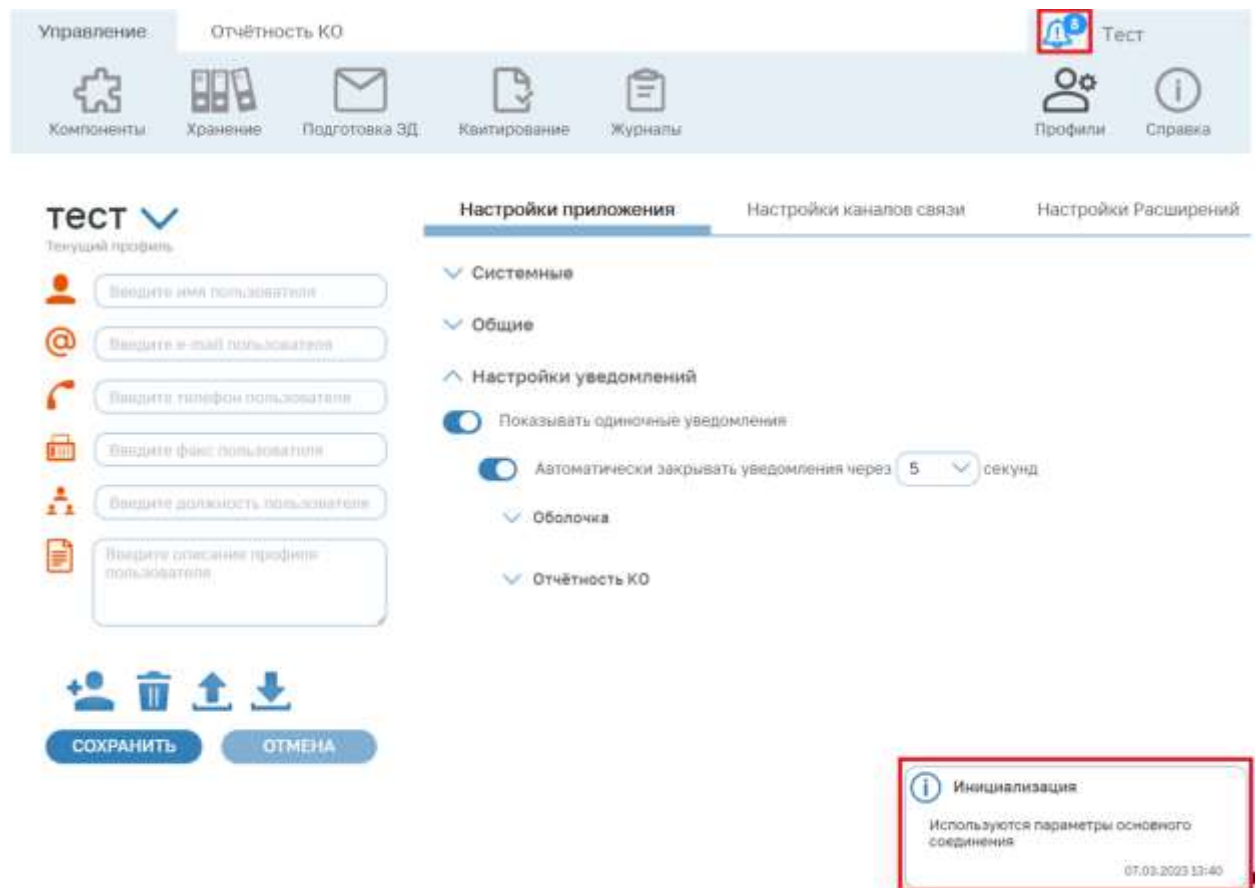 Управление Отчётность КО 8 Тест
Компоненты Хранение Подготовка ЭД Квитирование Журналы Профили Справка
тест
Текущий профиль
Настройки приложения Настройки каналов связи Настройки Расширений
Введите имя пользователя
Введите e-mail пользователя
Введите телефон пользователя
Введите факс пользователя
Введите должность пользователя
Введите описание профиля
пользователя
СОХРАНИТЬ ОТМЕНА
Системные
Общие
Настройки уведомлений
Показывать одиночные уведомления
Автоматически закрывать уведомления через 5 секунд
Оболочка
Отчётность КО
Инициализация
Используются параметры основного
соединения
07.03.2023 13:40